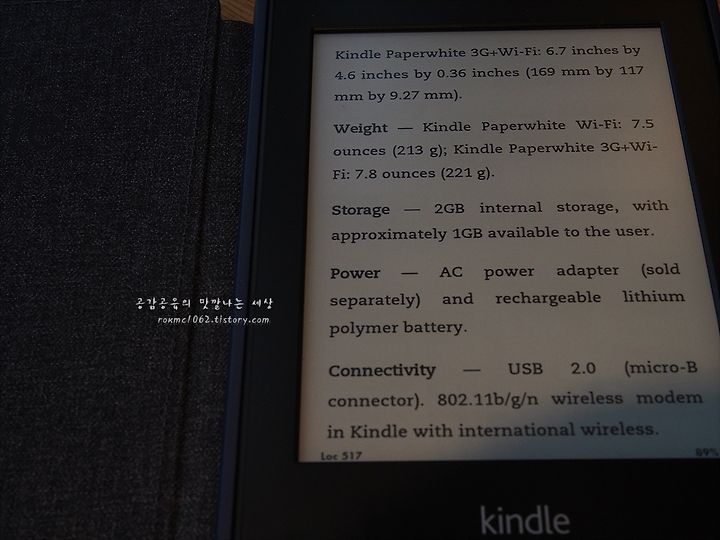 Kindle Paperwhite 3G+Wi-Fi: 6.7 inches by
4.6 inches by 0.36 inches (169 mm by 117
mm by 9.27 mm).
Weight — Kindle Paperwhite Wi-Fi: 7.5
ounces (213 g); Kindle Paperwhite 3G+Wi-
Fi: 7.8 ounces (221 g).
Storage — 2GB internal storage, with
approximately 1GB available to the user.
Power — AC power adapter (sold
separately) and rechargeable lithium
polymer battery.
Connectivity — USB 2.0 (micro-B
connector). 802.11b/g/n wireless modem
in Kindle with international wireless.
Loc 517 89%
kindle
공감공유의 맛깔나는 세상
rokmc1062.tistory.com